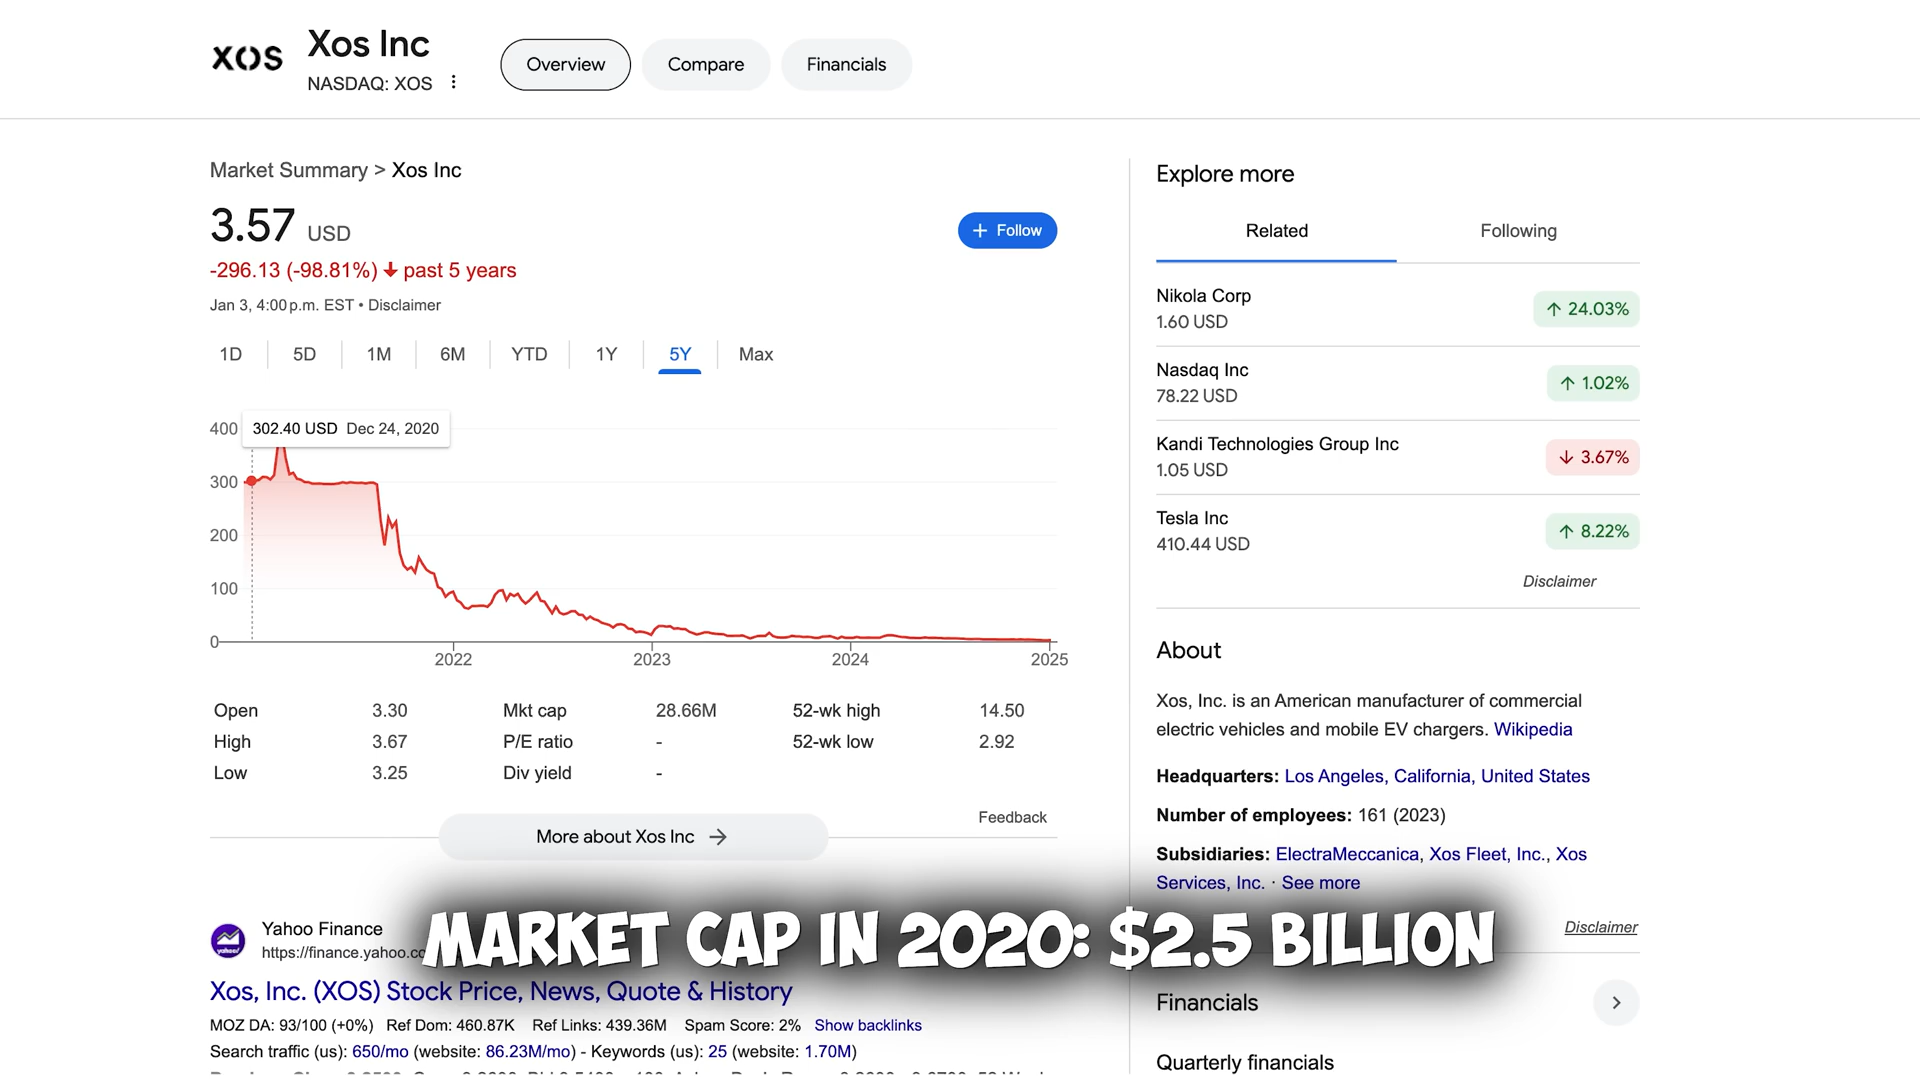 XOS
Xos Inc
NASDAQ: XOS
Overview
Compare
Financials
Market Summary > Xos Inc
3.57 USD
+ Follow
-296.13 (-98.81%) ↓ past 5 years
Jan 3, 4:00 p.m. EST • Disclaimer
1D 5D 1M 6M YTD 1Y 5Y Max
302.40 USD Dec 24, 2020
400
300
200
100
0
2022 2023 2024 2025
Open 3.30 Mkt cap 28.66M 52-wk high 14.50
High 3.67 P/E ratio - 52-wk low 2.92
Low 3.25 Div yield -
Feedback
More about Xos Inc →
Explore more
Related Following
Nikola Corp
1.60 USD
↑ 24.03%
Nasdaq Inc
78.22 USD
↑ 1.02%
Kandi Technologies Group Inc
1.05 USD
↓ 3.67%
Tesla Inc
410.44 USD
↑ 8.22%
Disclaimer
About
Xos, Inc. is an American manufacturer of commercial
electric vehicles and mobile EV chargers. Wikipedia
Headquarters: Los Angeles, California, United States
Number of employees: 161 (2023)
Subsidiaries: ElectraMeccanica, Xos Fleet, Inc., Xos
Services, Inc. · See more
Disclaimer
MARKET CAP IN 2020: $2.5 BILLION
Yahoo Finance
https://finance.yahoo.co
Xos, Inc. (XOS) Stock Price, News, Quote & History
MOZ DA: 93/100 (+0%) Ref Dom: 460.87K Ref Links: 439.36M Spam Score: 2% Show backlinks
Search traffic (us): 650/mo (website: 86.23M/mo) - Keywords (us): 25 (website: 1.70M)
Financials
Quarterly financials